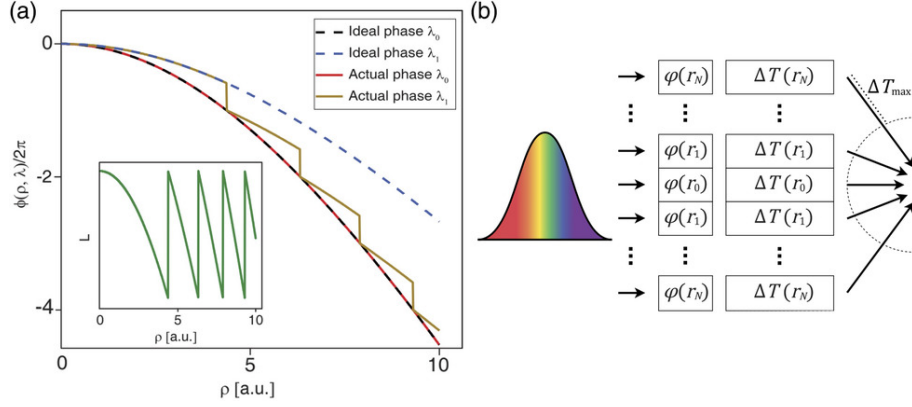 (a)
0
-2
-4
ϕ(ρ, λ)/2π
0
5
10
ρ [a.u.]
Ideal phase λ₀
Ideal phase λ₁
Actual phase λ₀
Actual phase λ₁
L
0
5
10
ρ [a.u.]
(b)
φ(r_N) ΔT(r_N)
ΔT_max
φ(r₁) ΔT(r₁)
φ(r₀) ΔT(r₀)
φ(r₁) ΔT(r₁)
φ(r_N) ΔT(r_N)